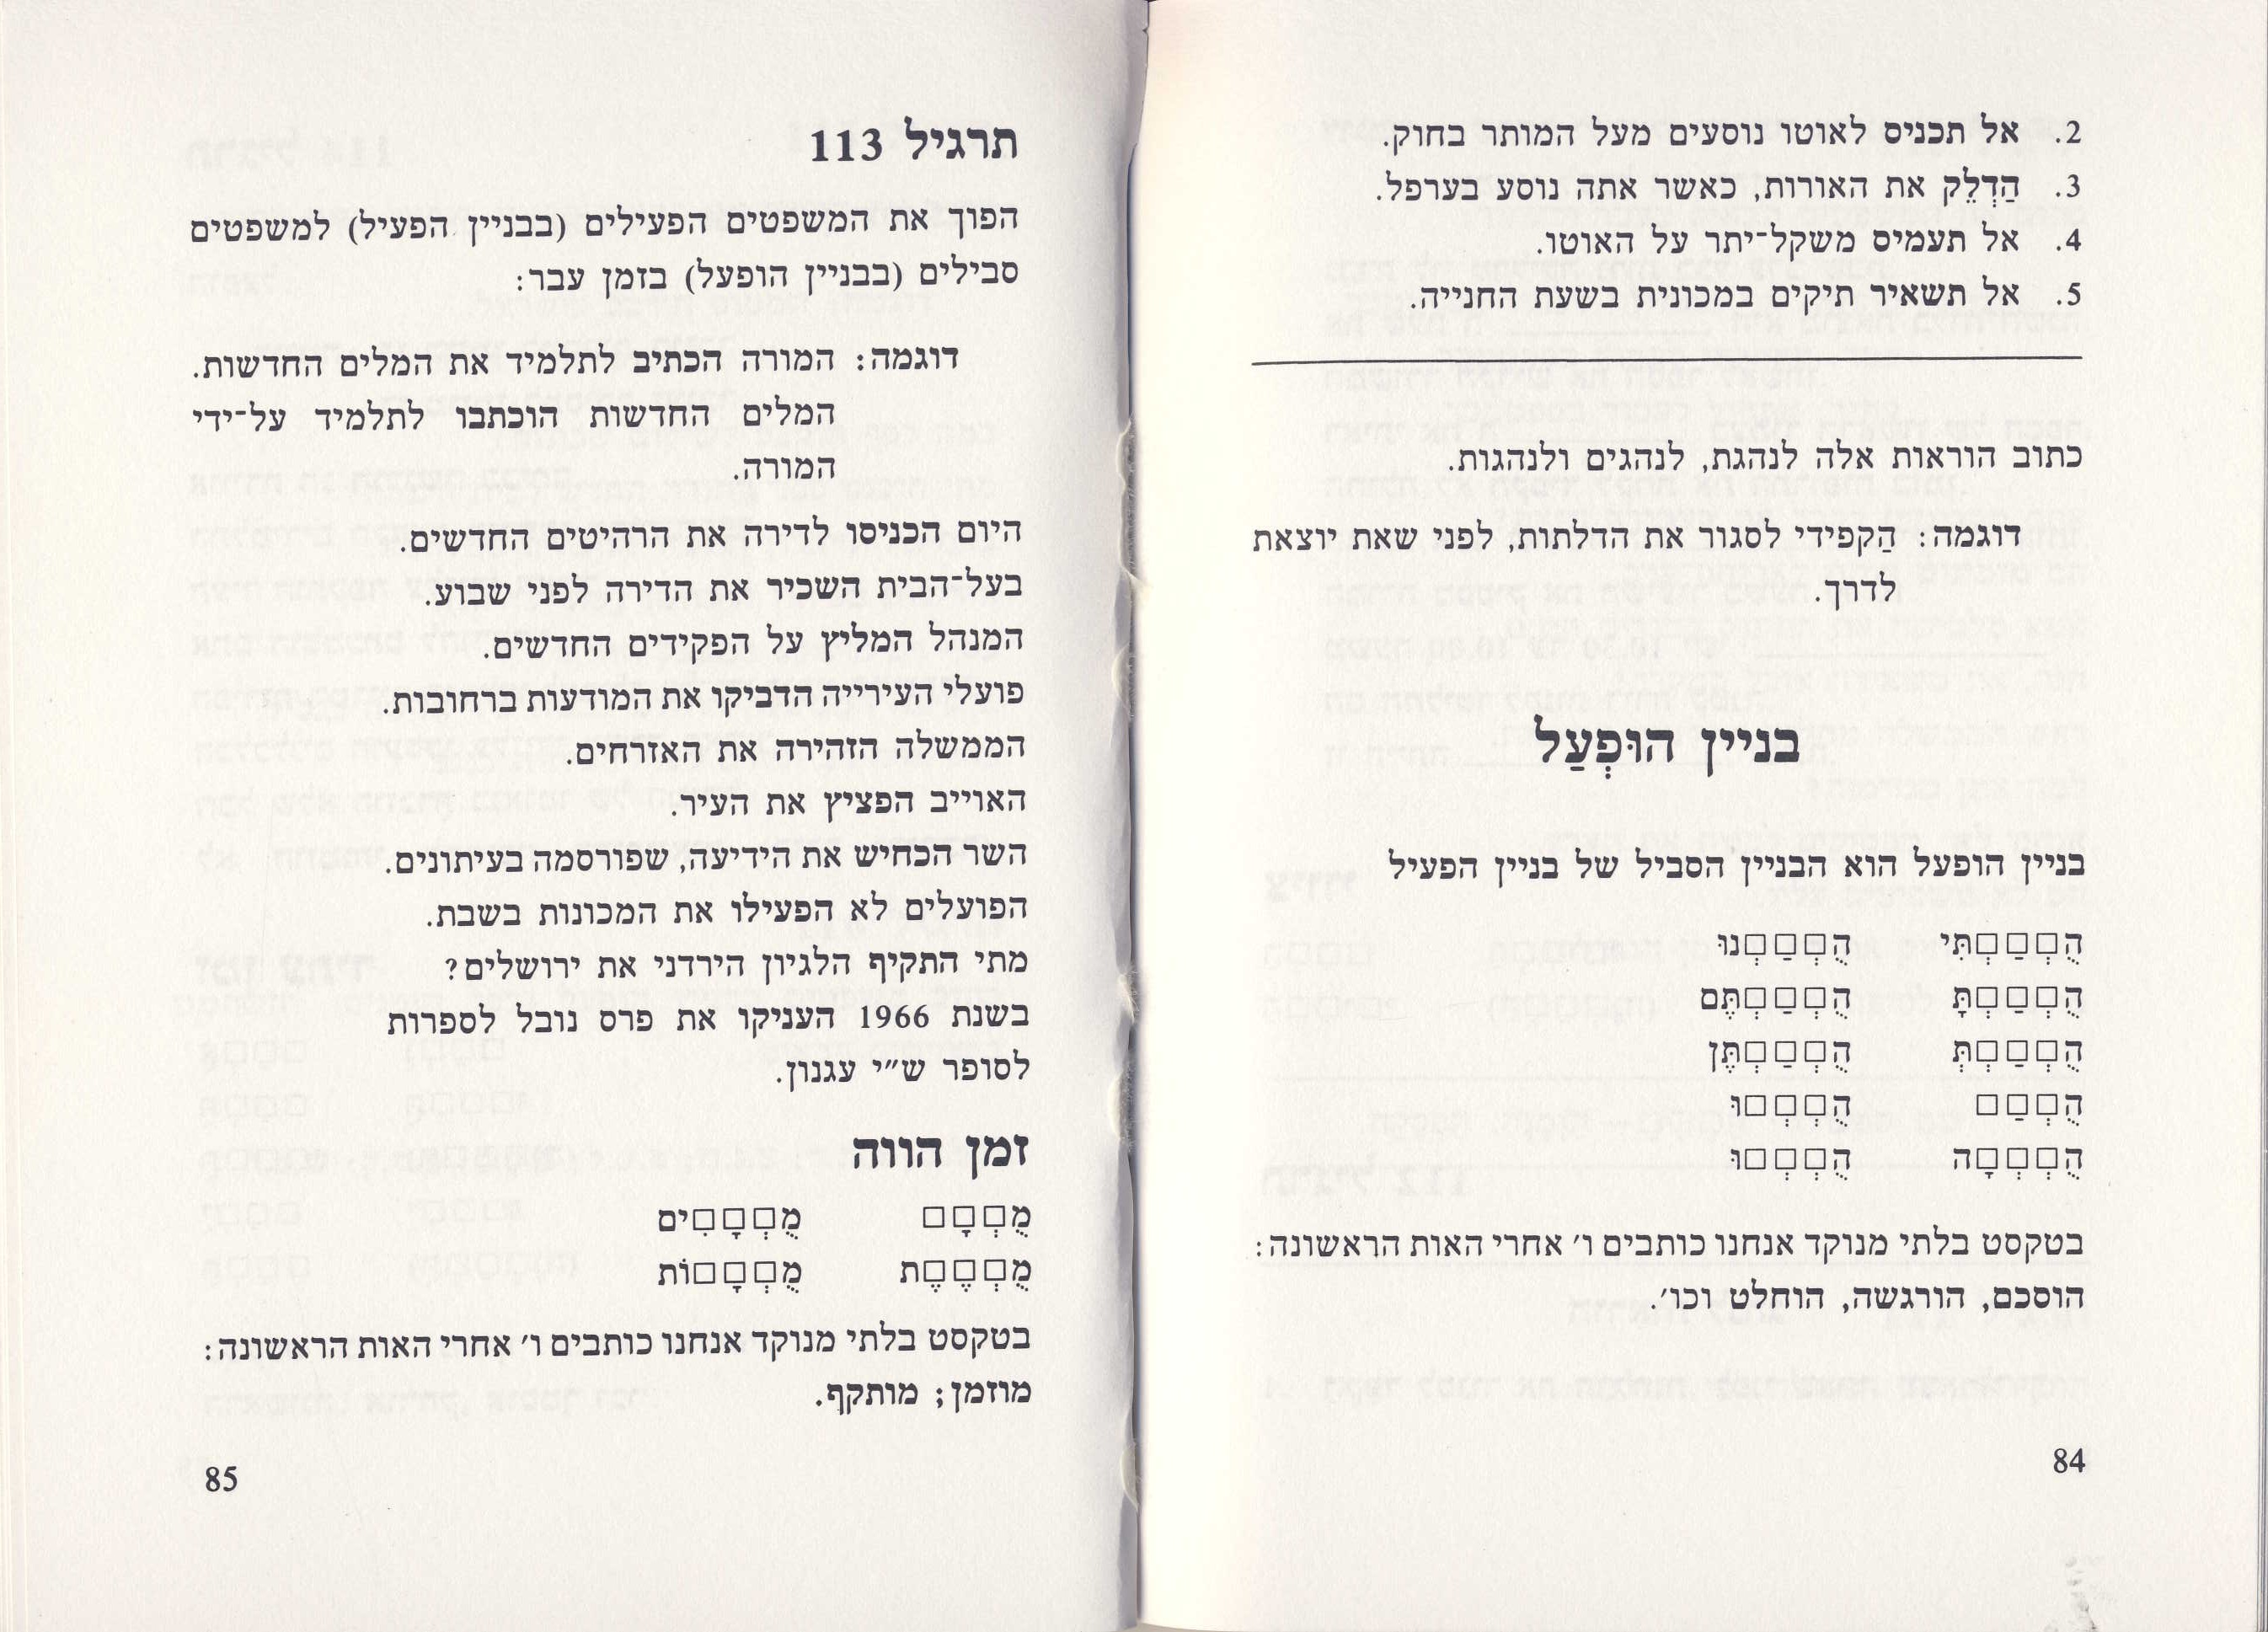 2. אל תכניס לאוטו נוסעים מעל המותר בחוק.
3. הַדְלֵק את האורות, כאשר אתה נוסע בערפל.
4. אל תעמיס משקל־יתר על האוטו.
5. אל תשאיר תיקים במכונית בשעת החנייה.
כתוב הוראות אלה לנהגת, לנהגים ולנהגות.
דוגמה: הַקפידי לסגור את הדלתות, לפני שאת יוצאת
לדרך.
בניין הוּפְעַל
בניין הופעל הוא הבניין הסביל של בניין הפעיל
הֻ□ְ□ַ□ְתִּי הֻ□ְ□ַ□ְנוּ
הֻ□ְ□ַ□ְתָּ הֻ□ְ□ַ□ְתֶּם
הֻ□ְ□ַ□ְתְּ הֻ□ְ□ַ□ְתֶּן
הֻ□ְ□ַ□ הֻ□ְ□ְ□וּ
הֻ□ְ□ְ□ָה הֻ□ְ□ְ□וּ
בטקסט בלתי מנוקד אנחנו כותבים ו׳ אחרי האות הראשונה:
הוסכם, הורגשה, הוחלט וכו׳.
84
תרגיל 113
הפוך את המשפטים הפעילים (בבניין הפעיל) למשפטים
סבילים (בבניין הופעל) בזמן עבר:
דוגמה: המורה הכתיב לתלמיד את המלים החדשות.
המלים החדשות הוכתבו לתלמיד על־ידי
המורה.
היום הכניסו לדירה את הרהיטים החדשים.
בעל־הבית השכיר את הדירה לפני שבוע.
המנהל המליץ על הפקידים החדשים.
פועלי העירייה הדביקו את המודעות ברחובות.
הממשלה הזהירה את האזרחים.
האוייב הפציץ את העיר.
השר הכחיש את הידיעה, שפורסמה בעיתונים.
הפועלים לא הפעילו את המכונות בשבת.
מתי התקיף הלגיון הירדני את ירושלים?
בשנת 1966 העניקו את פרס נובל לספרות
לסופר ש״י עגנון.
זמן הווה
מֻ□ְ□ָ□ מֻ□ְ□ָ□ִים
מֻ□ְ□ֶ□ֶת מֻ□ְ□ָ□וֹת
בטקסט בלתי מנוקד אנחנו כותבים ו׳ אחרי האות הראשונה:
מוזמן; מותקף.
85